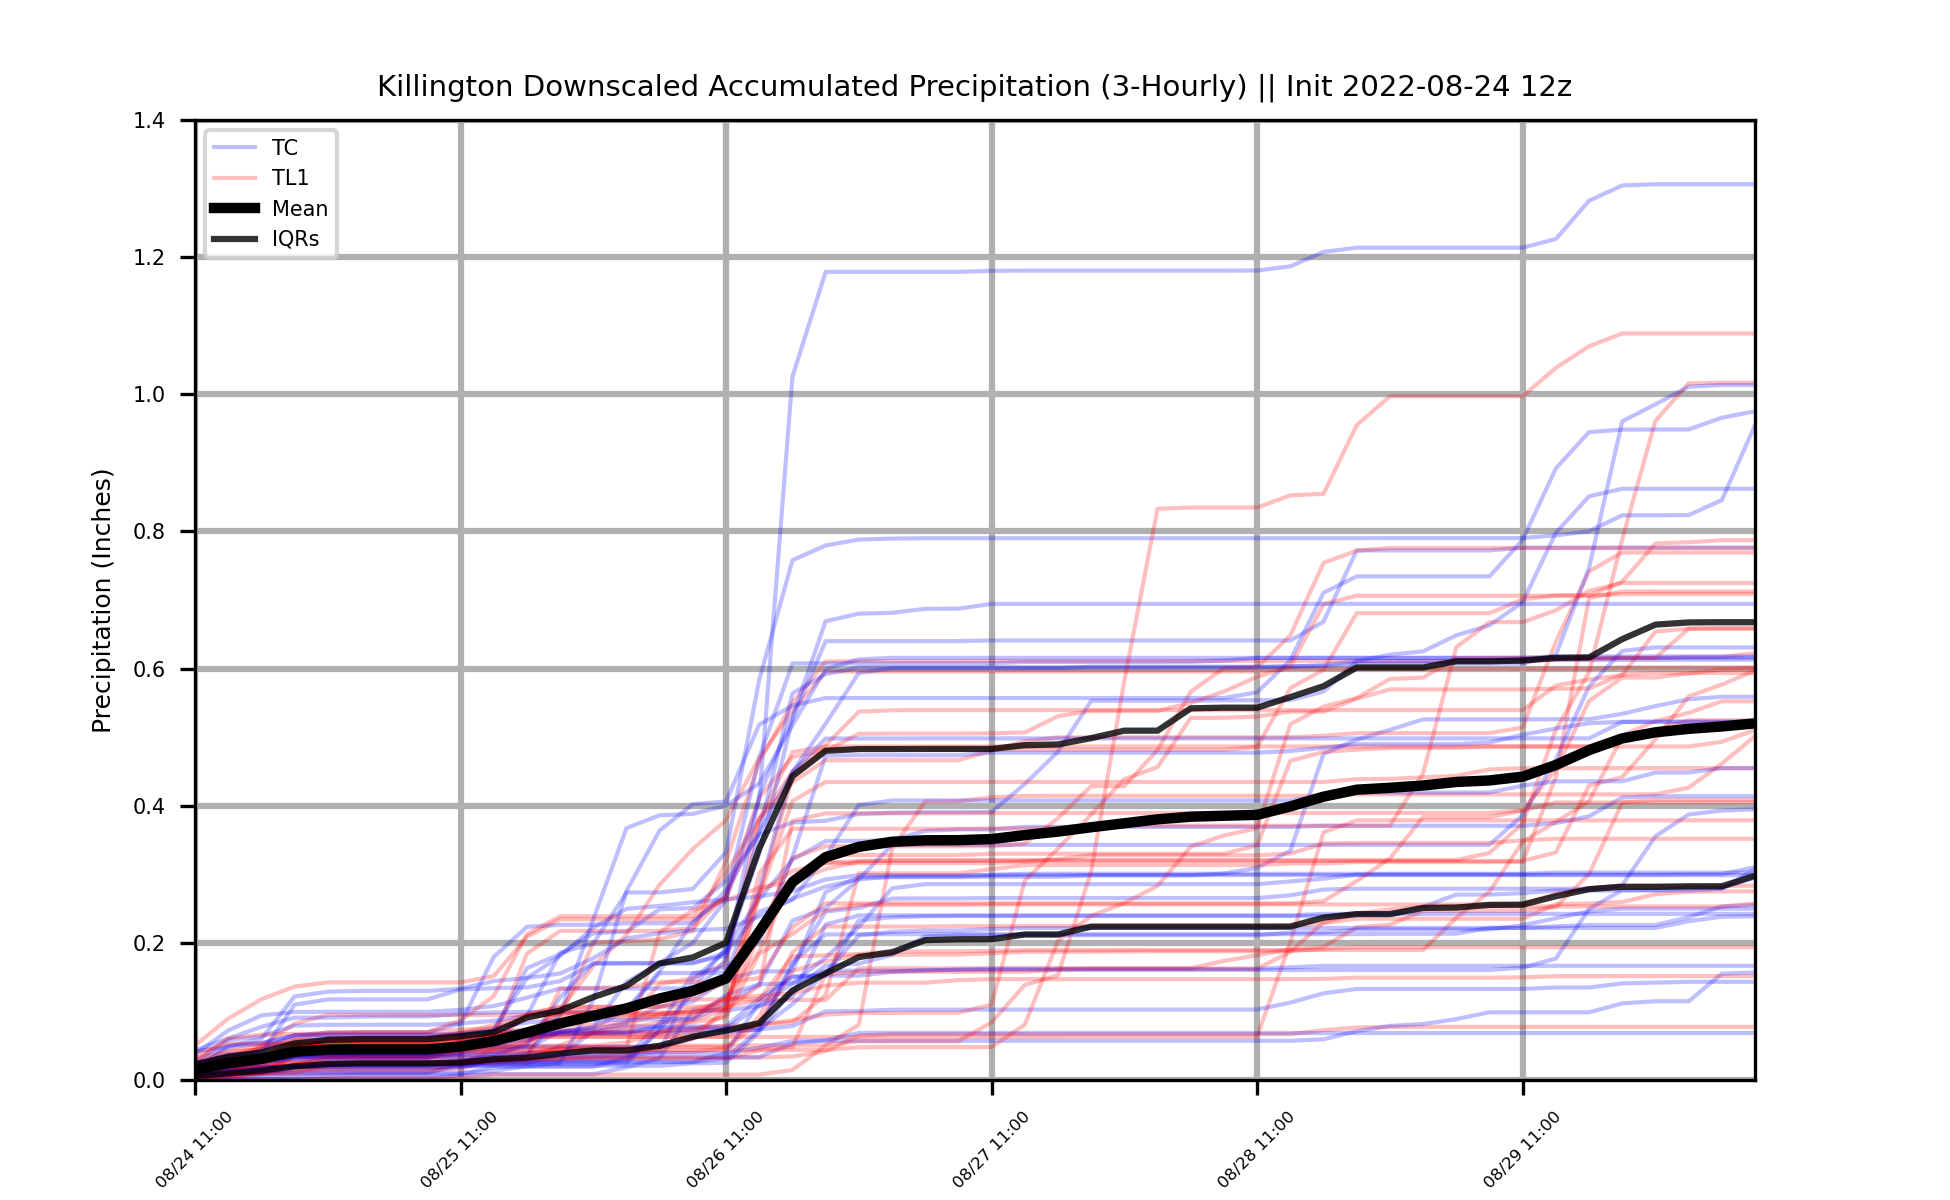 Killington Downscaled Accumulated Precipitation (3-Hourly) || Init 2022-08-24 12z
TC
TL1
Mean
IQRs
Precipitation (Inches)
1.4
1.2
1.0
0.8
0.6
0.4
0.2
0.0
08/24 11:00
08/25 11:00
08/26 11:00
08/27 11:00
08/28 11:00
08/29 11:00